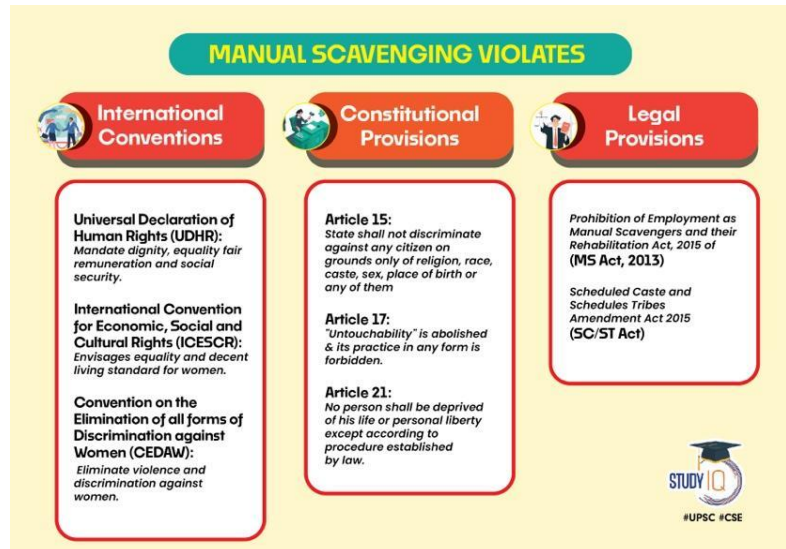 MANUAL SCAVENGING VIOLATES
International
Conventions
Universal Declaration of
Human Rights (UDHR):
Mandate dignity, equality fair
remuneration and social
security.
International Convention
for Economic, Social and
Cultural Rights (ICESCR):
Envisages equality and decent
living standard for women.
Convention on the
Elimination of all forms of
Discrimination against
Women (CEDAW):
Eliminate violence and
discrimination against
women.
Constitutional
Provisions
Article 15:
State shall not discriminate
against any citizen on
grounds only of religion, race,
caste, sex, place of birth or
any of them
Article 17:
"Untouchability" is abolished
& its practice in any form is
forbidden.
Article 21:
No person shall be deprived
of his life or personal liberty
except according to
procedure established
by law.
Legal
Provisions
Prohibition of Employment as
Manual Scavengers and their
Rehabilitation Act, 2015 of
(MS Act, 2013)
Scheduled Caste and
Schedules Tribes
Amendment Act 2015
(SC/ST Act)
STUDY IQ
#UPSC #CSE